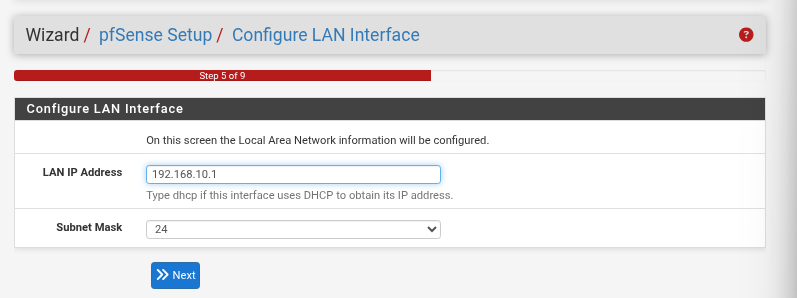 Wizard / pfSense Setup / Configure LAN Interface
?
Step 5 of 9
Configure LAN Interface
On this screen the Local Area Network information will be configured.
LAN IP Address 192.168.10.1
Type dhcp if this interface uses DHCP to obtain its IP address.
Subnet Mask 24
Next